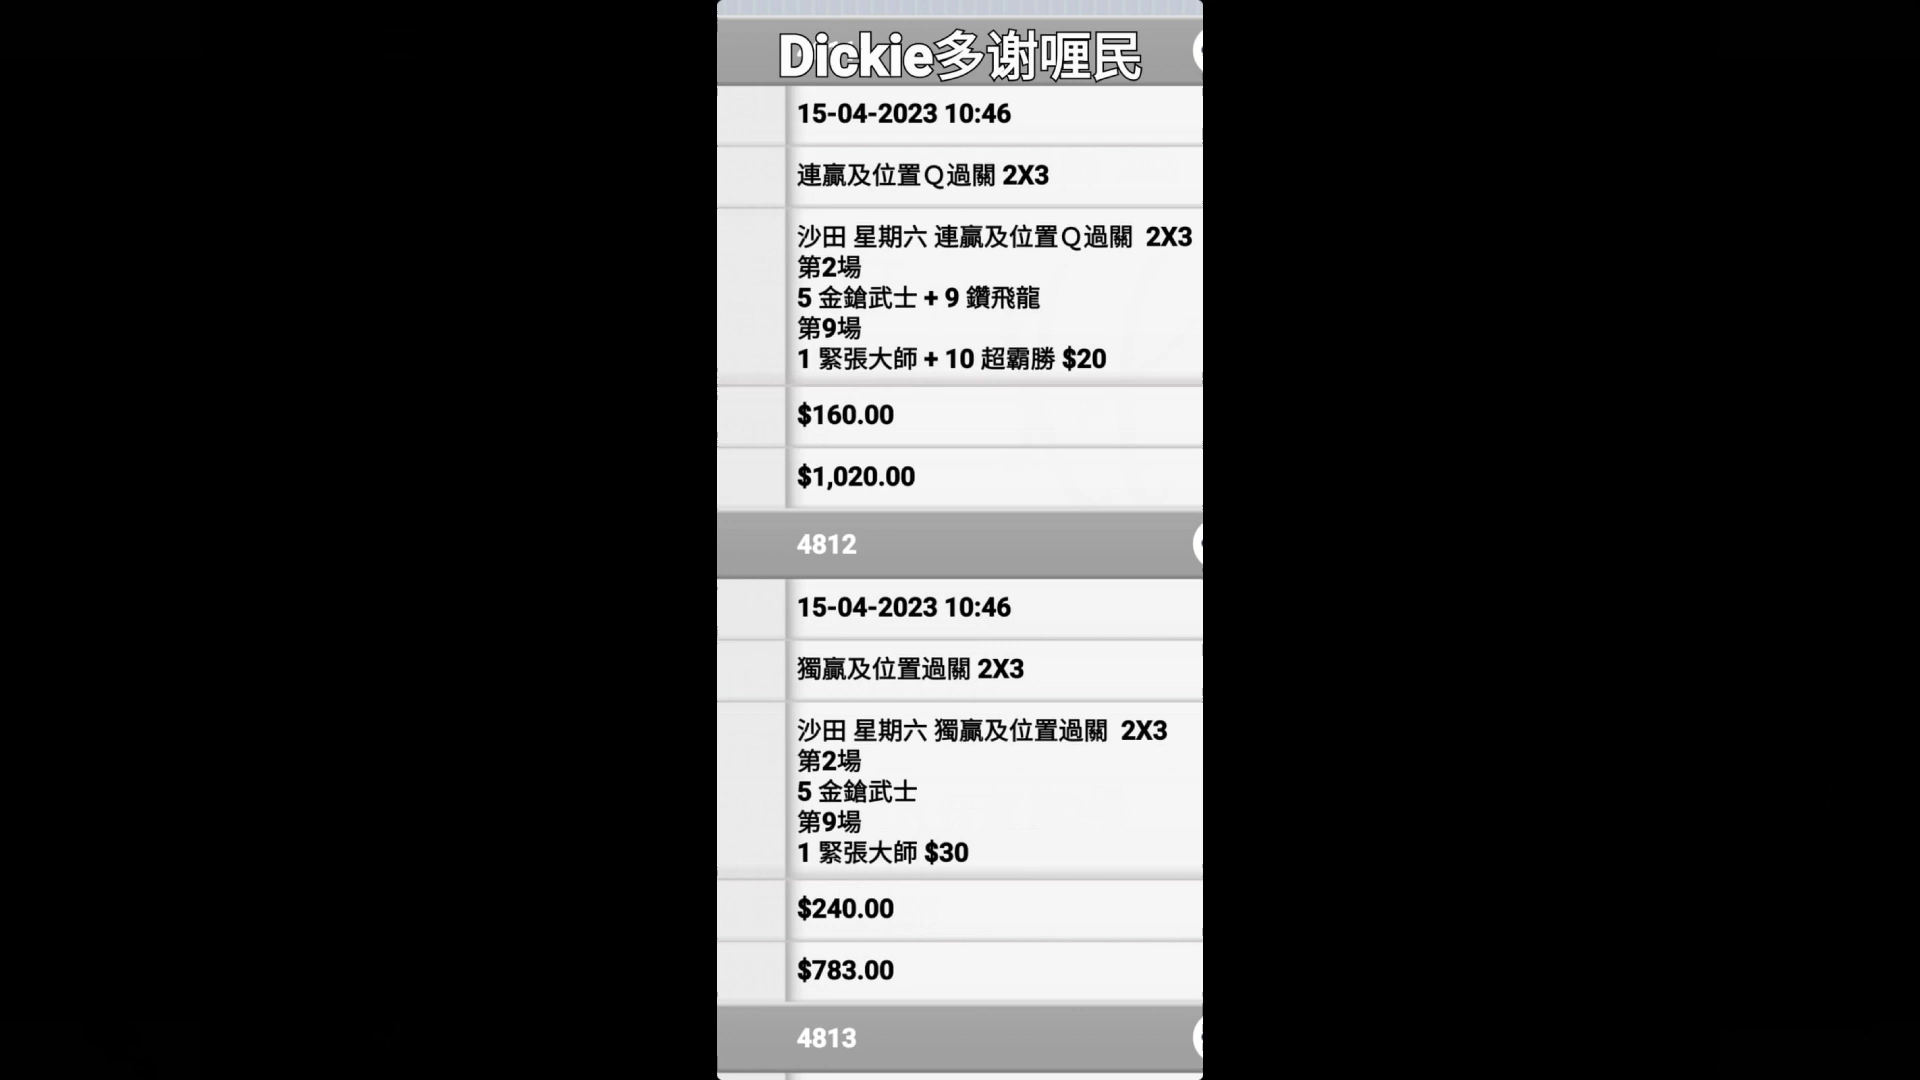 Dickie多谢喱民
15-04-2023 10:46
連贏及位置Q過關 2X3
沙田 星期六 連贏及位置Q過關 2X3
第2場
5 金鎗武士 + 9 鑽飛龍
第9場
1 緊張大師 + 10 超霸勝 $20
$160.00
$1,020.00
4812
15-04-2023 10:46
獨贏及位置過關 2X3
沙田 星期六 獨贏及位置過關 2X3
第2場
5 金鎗武士
第9場
1 緊張大師 $30
$240.00
$783.00
4813